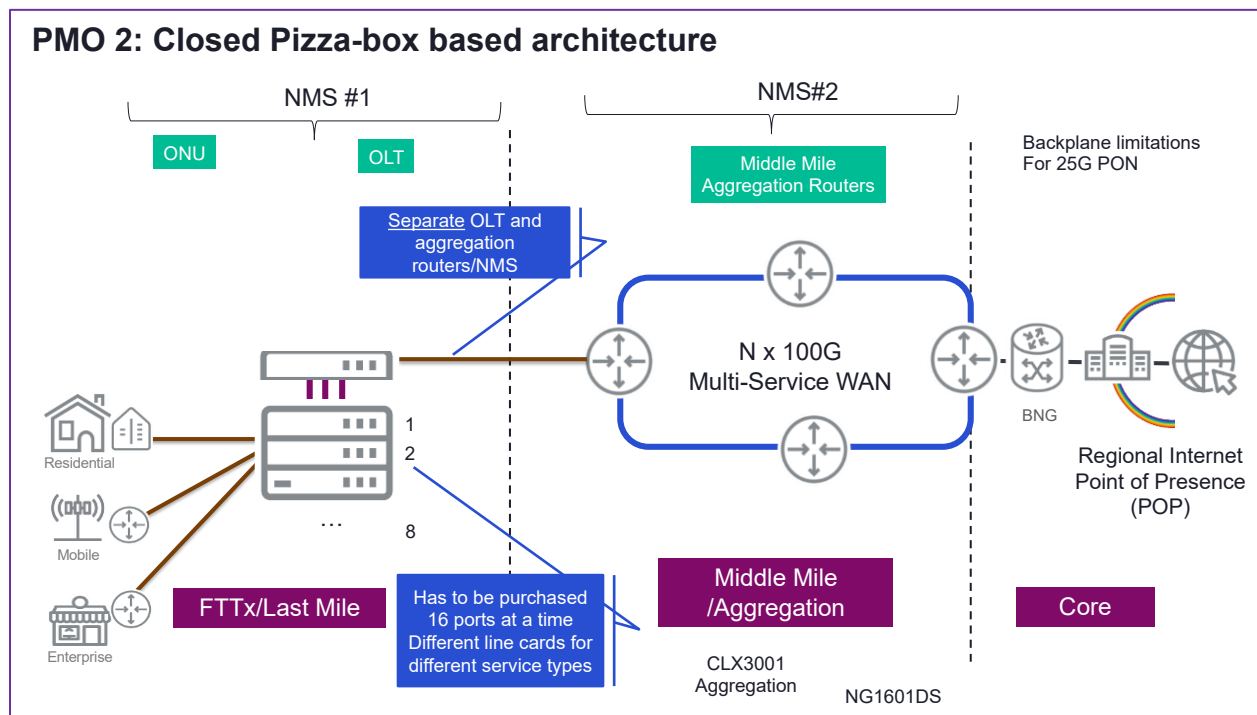 PMO 2: Closed Pizza-box based architecture
NMS #1
NMS#2
ONU
OLT
Middle Mile
Aggregation Routers
Backplane limitations
For 25G PON
Separate OLT and
aggregation
routers/NMS
N x 100G
Multi-Service WAN
BNG
1
2
...
8
Residential
Mobile
Enterprise
Regional Internet
Point of Presence
(POP)
FTTx/Last Mile
Has to be purchased
16 ports at a time
Different line cards for
different service types
Middle Mile
/Aggregation
Core
CLX3001
Aggregation
NG1601DS